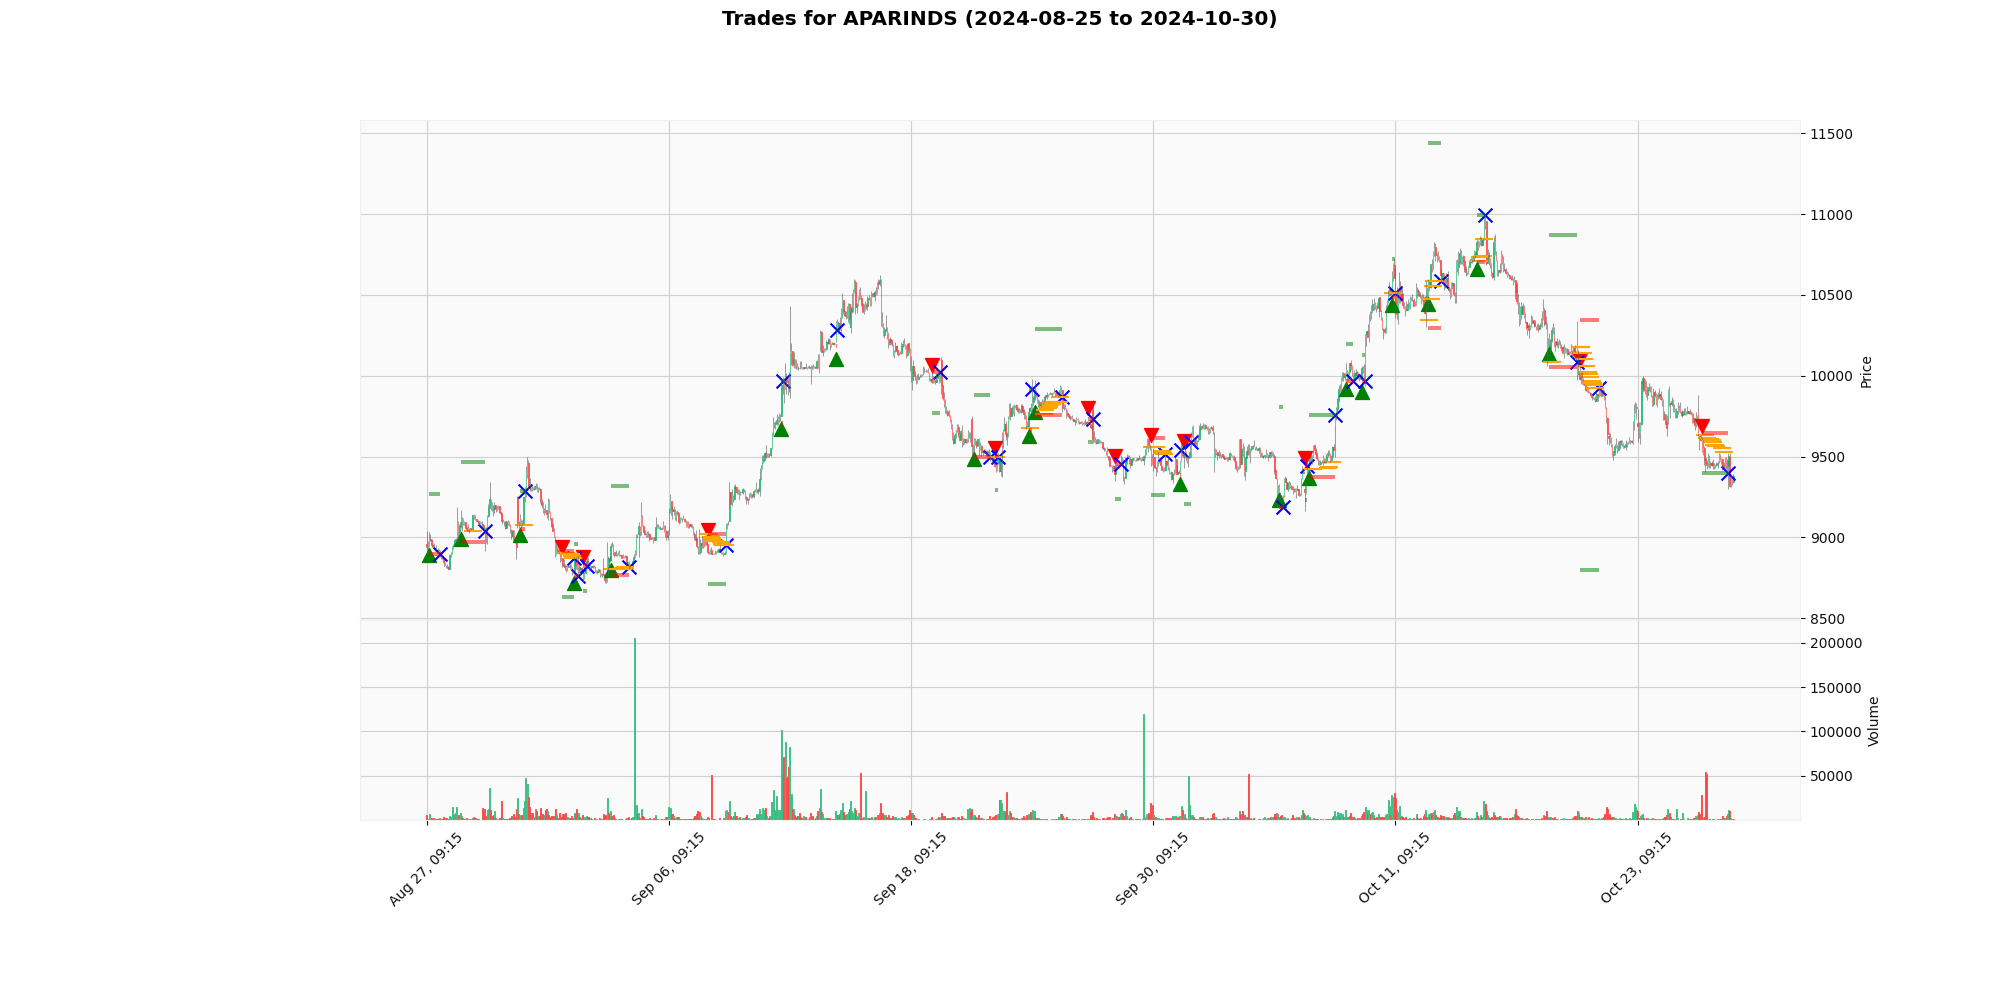 Trades for APARINDS (2024-08-25 to 2024-10-30)
11500
11000
10500
10000
9500
9000
8500
Price
200000
150000
100000
50000
Volume
Aug 27, 09:15
Sep 06, 09:15
Sep 18, 09:15
Sep 30, 09:15
Oct 11, 09:15
Oct 23, 09:15